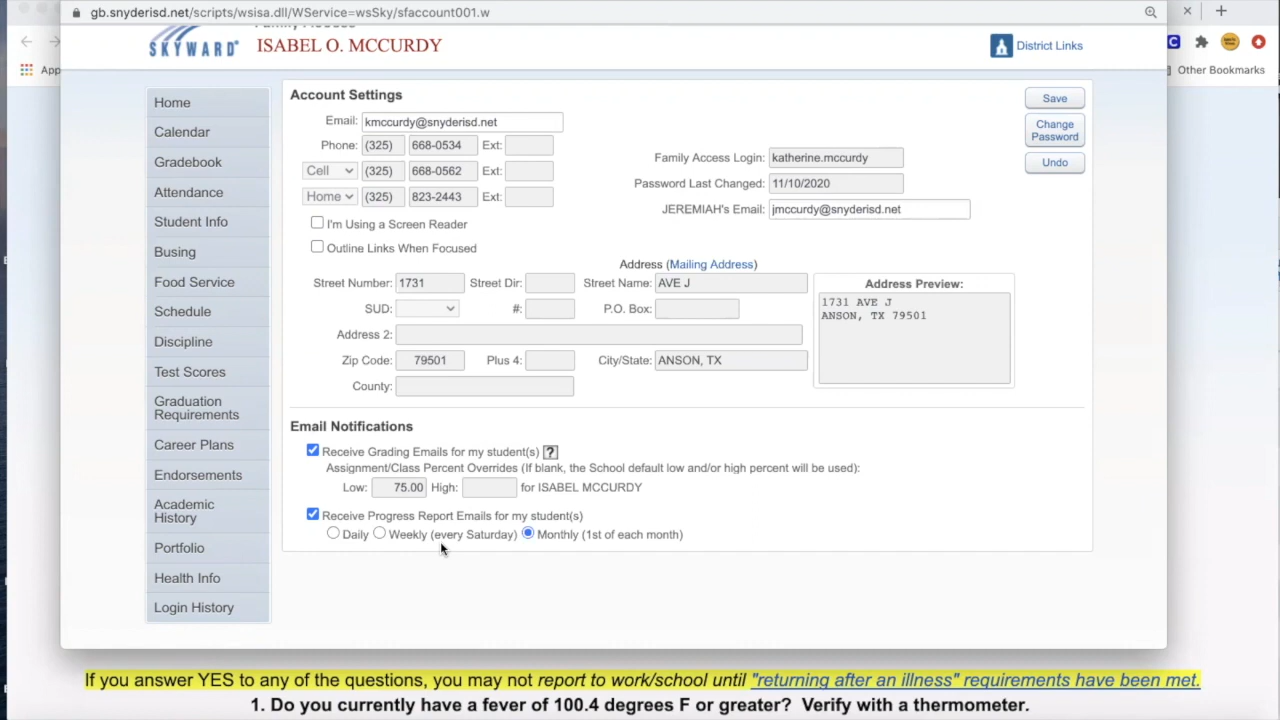 gb.snyderisd.net/scripts/wsisa.dll/WService=wsSky/sfaccount001.w
SKYWARD
Family Access
ISABEL O. MCCURDY
District Links
App
Other Bookmarks
Home
Calendar
Gradebook
Attendance
Student Info
Busing
Food Service
Schedule
Discipline
Test Scores
Graduation
Requirements
Career Plans
Endorsements
Academic
History
Portfolio
Health Info
Login History
Account Settings
Save
Change
Password
Undo
Email: kmccurdy@snyderisd.net
Phone: (325) 668-0534 Ext:
Cell (325) 668-0562 Ext:
Home (325) 823-2443 Ext:
Family Access Login: katherine.mccurdy
Password Last Changed: 11/10/2020
JEREMIAH's Email: jmccurdy@snyderisd.net
I'm Using a Screen Reader
Outline Links When Focused
Address (Mailing Address)
Street Number: 1731 Street Dir: Street Name: AVE J
SUD: #: P.O. Box:
Address 2:
Zip Code: 79501 Plus 4: City/State: ANSON, TX
County:
Address Preview:
1731 AVE J
ANSON, TX 79501
Email Notifications
Receive Grading Emails for my student(s) ?
Assignment/Class Percent Overrides (If blank, the School default low and/or high percent will be used):
Low: 75.00 High: for ISABEL MCCURDY
Receive Progress Report Emails for my student(s)
Daily Weekly (every Saturday) Monthly (1st of each month)
If you answer YES to any of the questions, you may not report to work/school until "returning after an illness" requirements have been met.
1. Do you currently have a fever of 100.4 degrees F or greater? Verify with a thermometer.